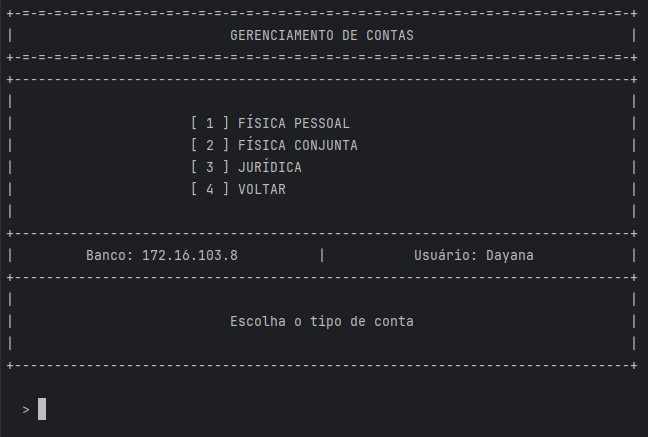 GERENCIAMENTO DE CONTAS
[ 1 ] FÍSICA PESSOAL
[ 2 ] FÍSICA CONJUNTA
[ 3 ] JURÍDICA
[ 4 ] VOLTAR
Banco: 172.16.103.8 | Usuário: Dayana
Escolha o tipo de conta
>